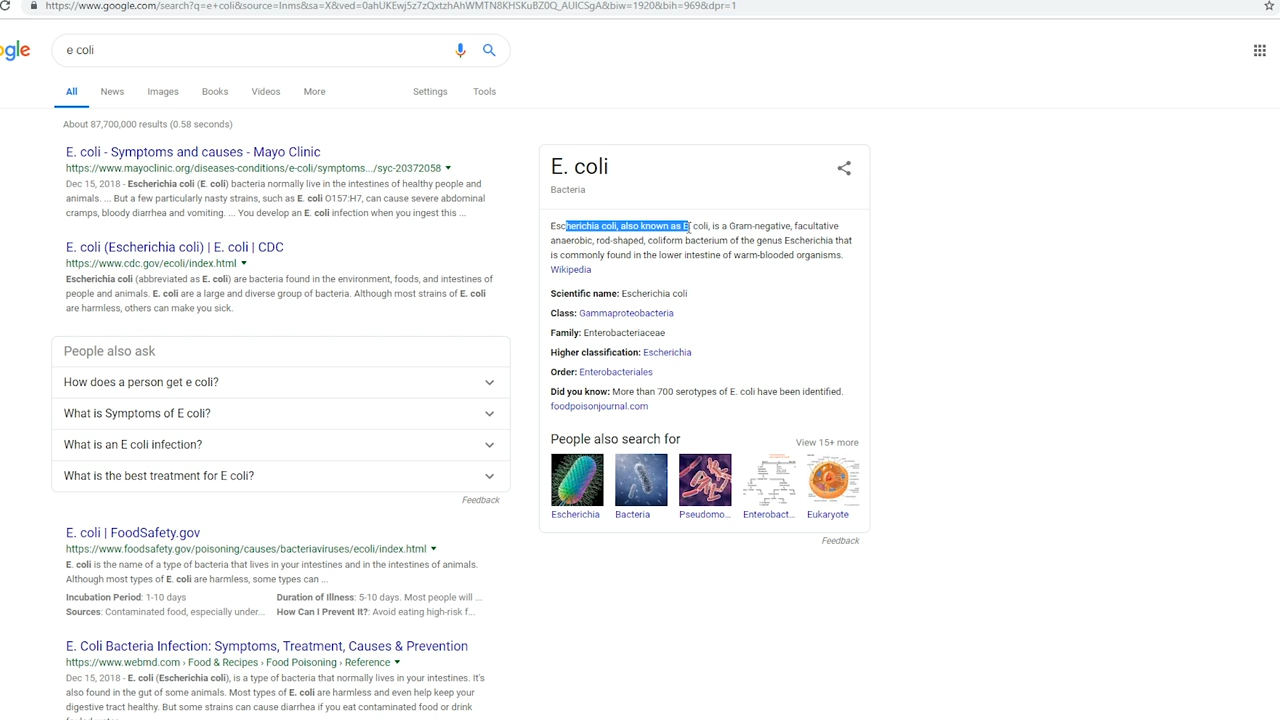 https://www.google.com/search?q=e+coli&source=lnms&sa=X&ved=0ahUKEwj5z7zQxtzhAhWMTN8KHSKuBZ0Q_AUICSgA&biw=1920&bih=969&dpr=1
gle
e coli
All News Images Books Videos More Settings Tools
About 87,700,000 results (0.58 seconds)
E. coli - Symptoms and causes - Mayo Clinic
https://www.mayoclinic.org/diseases-conditions/e-coli/symptoms.../syc-20372058
Dec 15, 2018 - Escherichia coli (E. coli) bacteria normally live in the intestines of healthy people and
animals. ... But a few particularly nasty strains, such as E. coli O157:H7, can cause severe abdominal
cramps, bloody diarrhea and vomiting. ... You develop an E. coli infection when you ingest this ...
E. coli (Escherichia coli) | E. coli | CDC
https://www.cdc.gov/ecoli/index.html
Escherichia coli (abbreviated as E. coli) are bacteria found in the environment, foods, and intestines of
people and animals. E. coli are a large and diverse group of bacteria. Although most strains of E. coli
are harmless, others can make you sick.
People also ask
How does a person get e coli?
What is Symptoms of E coli?
What is an E coli infection?
What is the best treatment for E coli?
Feedback
E. coli | FoodSafety.gov
https://www.foodsafety.gov/poisoning/causes/bacteriaviruses/ecoli/index.html
E. coli is the name of a type of bacteria that lives in your intestines and in the intestines of animals.
Although most types of E. coli are harmless, some types can ...
Incubation Period: 1-10 days Duration of Illness: 5-10 days. Most people will ...
Sources: Contaminated food, especially under... How Can I Prevent It?: Avoid eating high-risk f...
E. Coli Bacteria Infection: Symptoms, Treatment, Causes & Prevention
https://www.webmd.com › Food & Recipes › Food Poisoning › Reference
Dec 15, 2018 - E. coli (Escherichia coli), is a type of bacteria that normally lives in your intestines. It's
also found in the gut of some animals. Most types of E. coli are harmless and even help keep your
digestive tract healthy. But some strains can cause diarrhea if you eat contaminated food or drink
E. coli
Bacteria
Escherichia coli, also known as E. coli, is a Gram-negative, facultative
anaerobic, rod-shaped, coliform bacterium of the genus Escherichia that
is commonly found in the lower intestine of warm-blooded organisms.
Wikipedia
Scientific name: Escherichia coli
Class: Gammaproteobacteria
Family: Enterobacteriaceae
Higher classification: Escherichia
Order: Enterobacteriales
Did you know: More than 700 serotypes of E. coli have been identified.
foodpoisonjournal.com
People also search for View 15+ more
Escherichia Bacteria Pseudomo... Enterobact... Eukaryote
Feedback